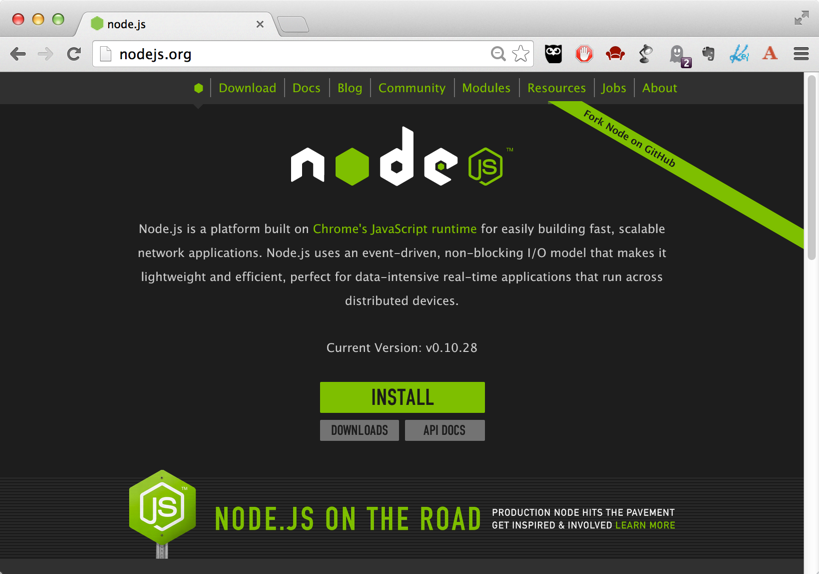 node.js
nodejs.org
2
Download Docs Blog Community Modules Resources Jobs About
Fork Node on GitHub
node JS ™
Node.js is a platform built on Chrome's JavaScript runtime for easily building fast, scalable
network applications. Node.js uses an event-driven, non-blocking I/O model that makes it
lightweight and efficient, perfect for data-intensive real-time applications that run across
distributed devices.
Current Version: v0.10.28
INSTALL
DOWNLOADS API DOCS
JS ™
NODE.JS ON THE ROAD
PRODUCTION NODE HITS THE PAVEMENT
GET INSPIRED & INVOLVED LEARN MORE